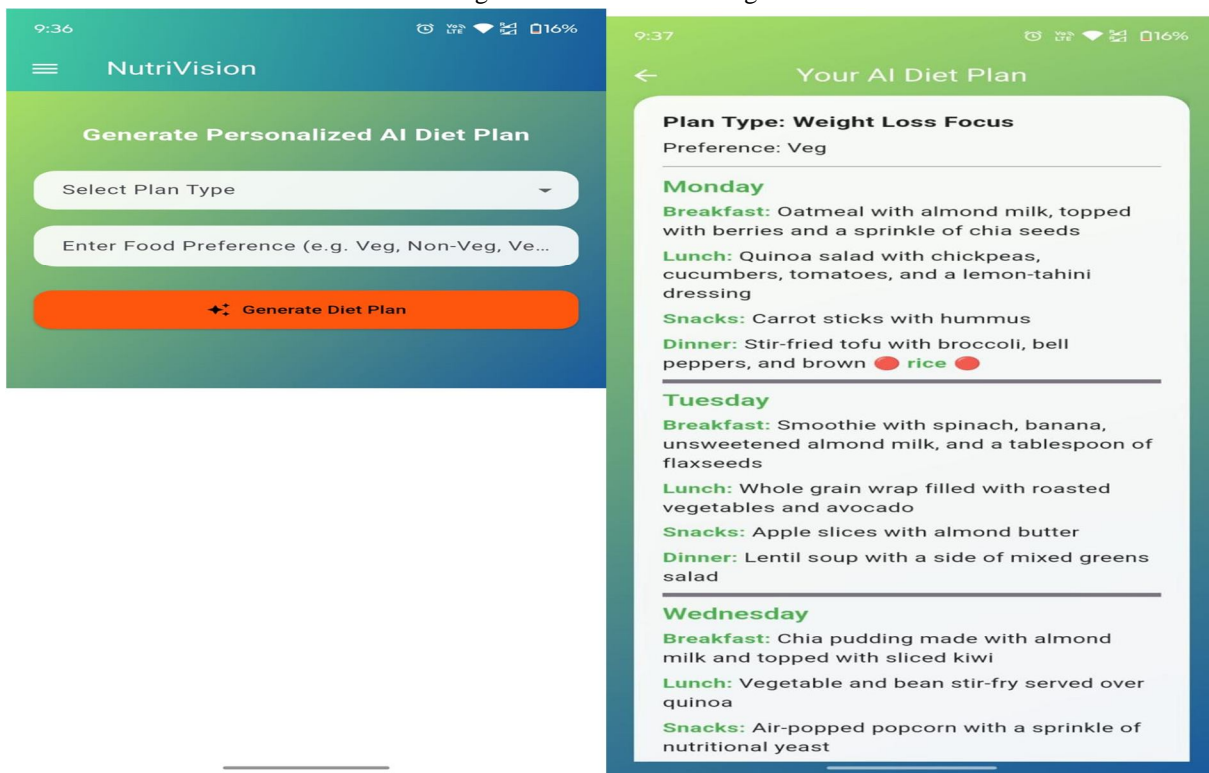 9:36
Vo))
LTE
16%
NutriVision
Generate Personalized AI Diet Plan
Select Plan Type
Enter Food Preference (e.g. Veg, Non-Veg, Ve...
Generate Diet Plan
9:37
Vo))
LTE
16%
Your AI Diet Plan
Plan Type: Weight Loss Focus
Preference: Veg
Monday
Breakfast: Oatmeal with almond milk, topped
with berries and a sprinkle of chia seeds
Lunch: Quinoa salad with chickpeas,
cucumbers, tomatoes, and a lemon-tahini
dressing
Snacks: Carrot sticks with hummus
Dinner: Stir-fried tofu with broccoli, bell
peppers, and brown 🔴 rice 🔴
Tuesday
Breakfast: Smoothie with spinach, banana,
unsweetened almond milk, and a tablespoon of
flaxseeds
Lunch: Whole grain wrap filled with roasted
vegetables and avocado
Snacks: Apple slices with almond butter
Dinner: Lentil soup with a side of mixed greens
salad
Wednesday
Breakfast: Chia pudding made with almond
milk and topped with sliced kiwi
Lunch: Vegetable and bean stir-fry served over
quinoa
Snacks: Air-popped popcorn with a sprinkle of
nutritional yeast